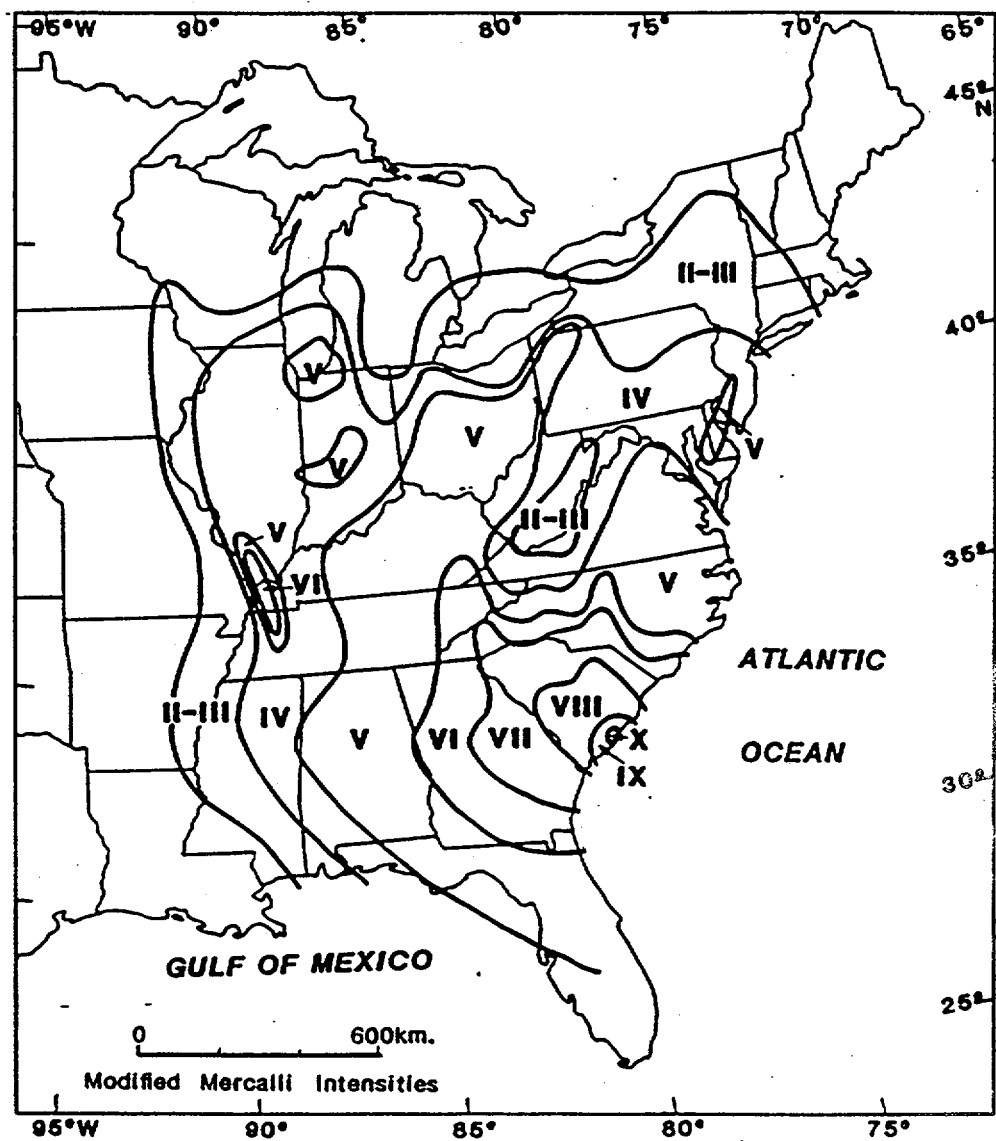 95°W 90° 85° 80° 75° 70° 65°
45°
N
II-III
40°
V
IV
V
V
V
II-III
35°
V
VI
V
ATLANTIC
II-III IV V VI VII VIII
X
OCEAN
IX
30°
GULF OF MEXICO
25°
0 600km.
Modified Mercalli Intensities
95°W 90° 85° 80° 75°